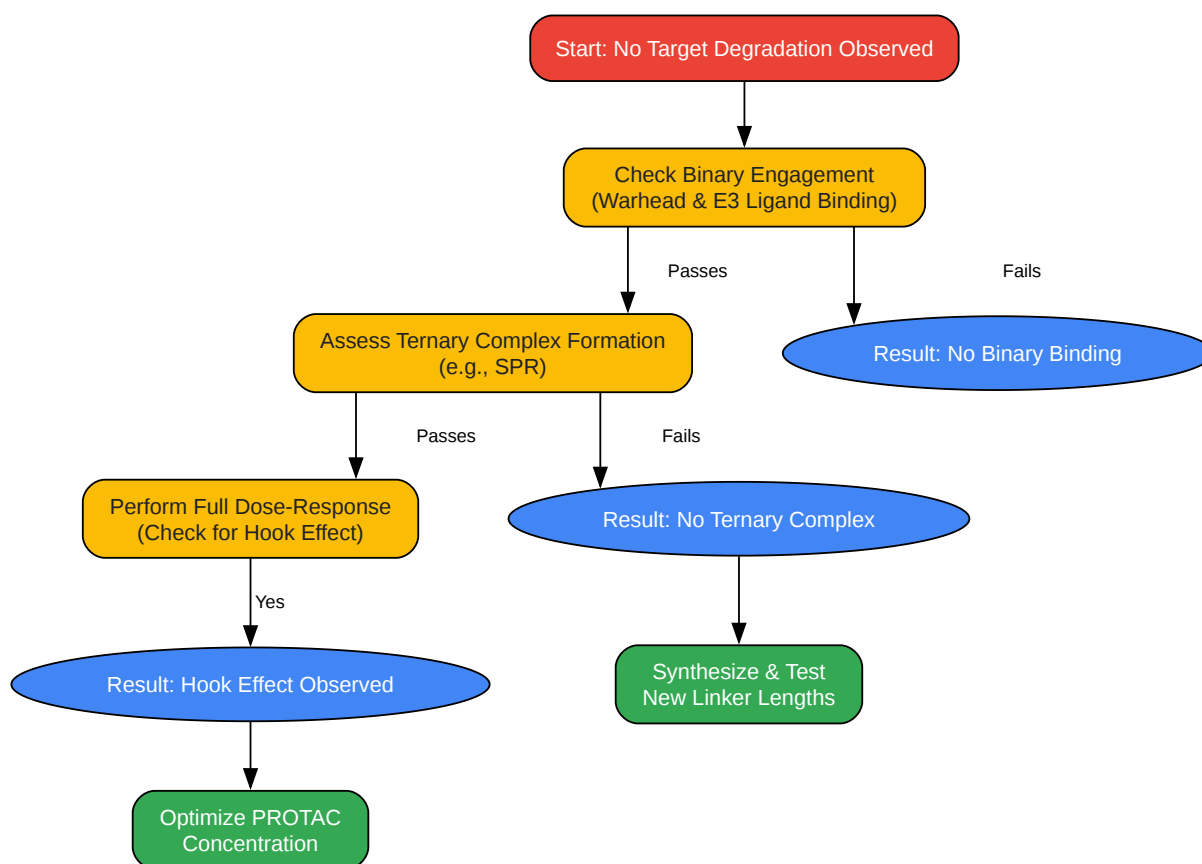 Start: No Target Degradation Observed
Check Binary Engagement
(Warhead & E3 Ligand Binding)
Passes
Fails
Assess Ternary Complex Formation
(e.g., SPR)
Result: No Binary Binding
Passes
Fails
Perform Full Dose-Response
(Check for Hook Effect)
Result: No Ternary Complex
Yes
Result: Hook Effect Observed
Synthesize & Test
New Linker Lengths
Optimize PROTAC
Concentration